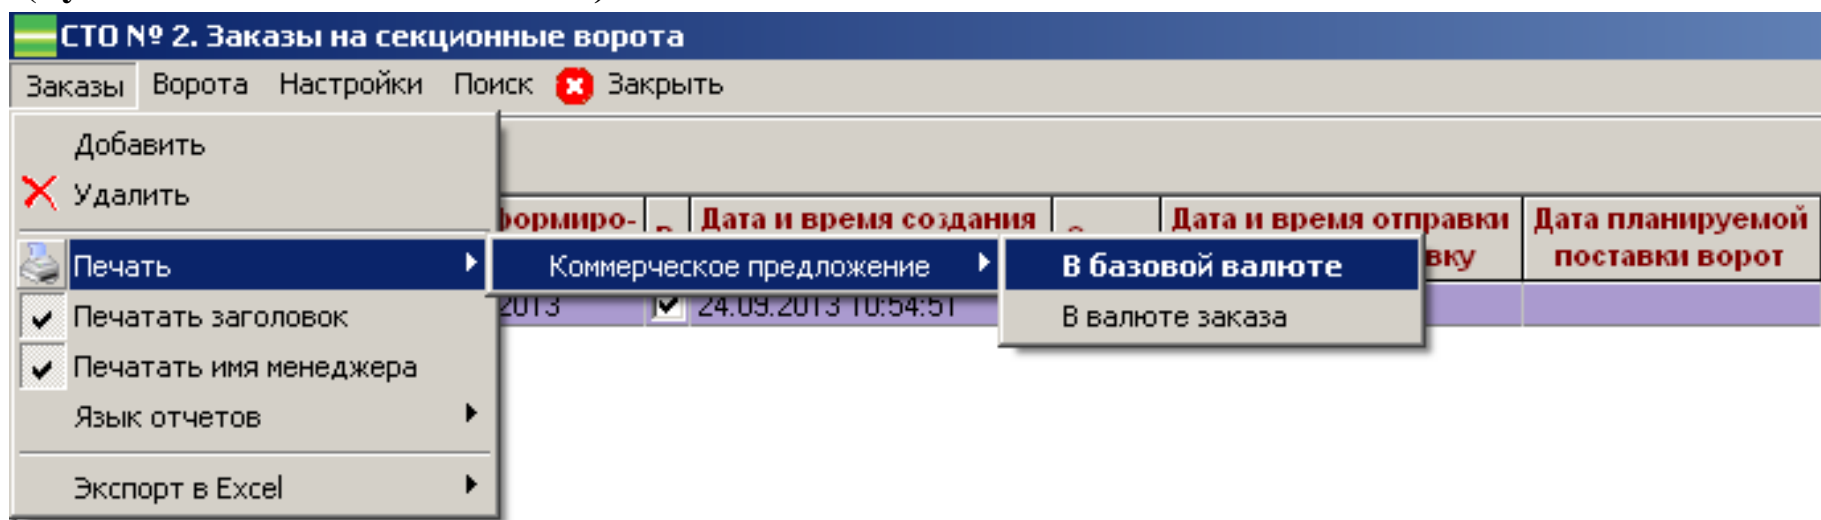 СТО № 2. Заказы на секционные ворота
Заказы Ворота Настройки Поиск Закрыть
Добавить
Удалить
Дата и время создания Дата и время отправки Дата планируемой
поставки ворот
Печать Коммерческое предложение В базовой валюте
2013 24.09.2013 10:54:51
Печатать заголовок В валюте заказа
Печатать имя менеджера
Язык отчетов
Экспорт в Excel